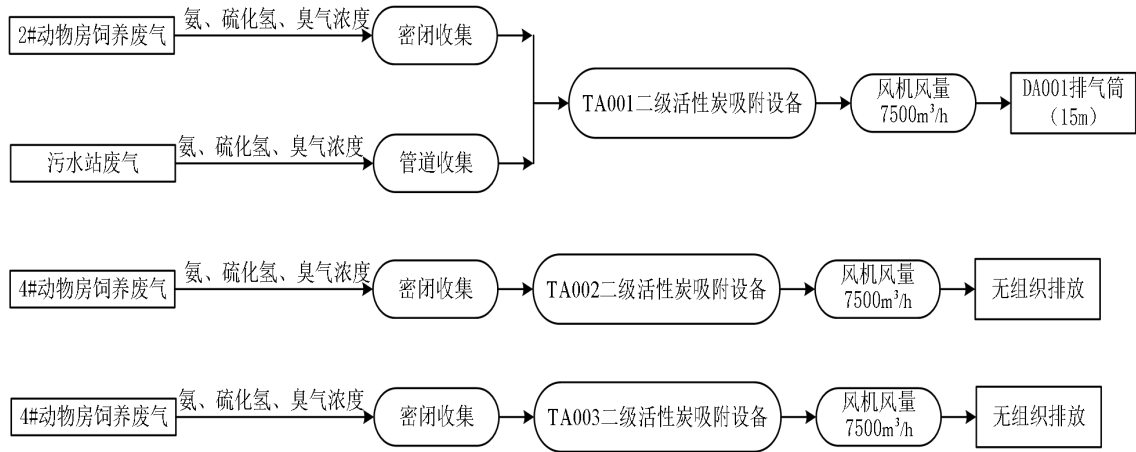 2#动物房饲养废气
氨、硫化氢、臭气浓度
密闭收集
污水站废气
氨、硫化氢、臭气浓度
管道收集
TA001二级活性炭吸附设备
风机风量
7500m³/h
DA001排气筒
（15m）
4#动物房饲养废气
氨、硫化氢、臭气浓度
密闭收集
TA002二级活性炭吸附设备
风机风量
7500m³/h
无组织排放
4#动物房饲养废气
氨、硫化氢、臭气浓度
密闭收集
TA003二级活性炭吸附设备
风机风量
7500m³/h
无组织排放